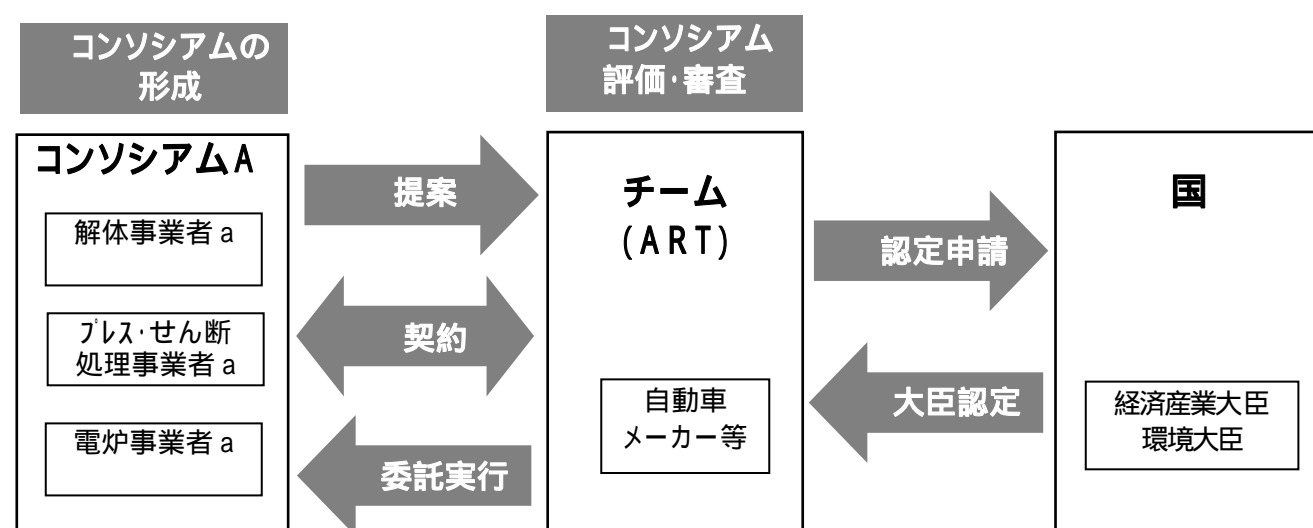 コンソシアムの
形成
コンソシアム
評価･審査
コンソシアムA
解体事業者 a
ﾌﾟﾚｽ･せん断
処理事業者 a
電炉事業者 a
提案
契約
委託実行
チーム
(ART)
自動車
メーカー等
認定申請
大臣認定
国
経済産業大臣
環境大臣